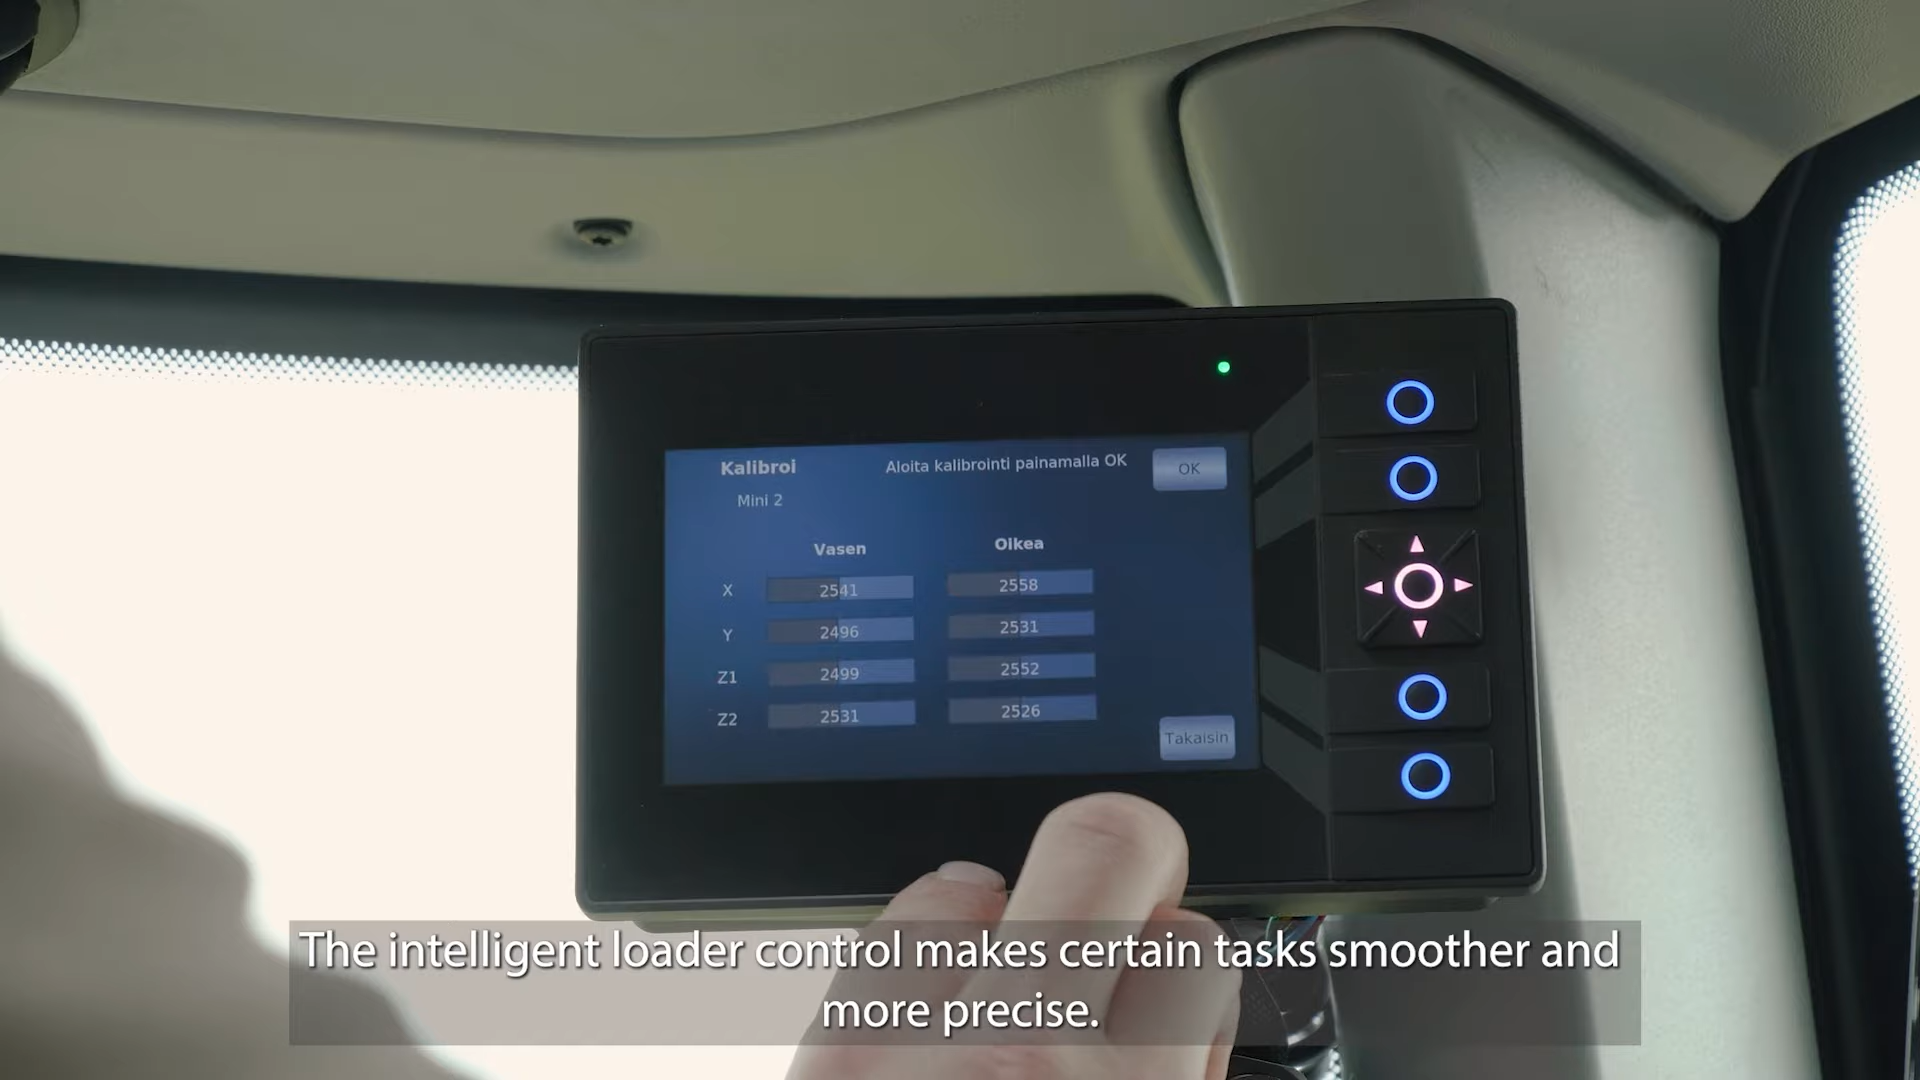 Kalibroi
Aloita kalibrointi painamalla OK
OK
Mini 2
Vasen
Oikea
X
2541
2558
Y
2496
2531
Z1
2499
2552
Z2
2531
2526
Takaisin
The intelligent loader control makes certain tasks smoother and
more precise.